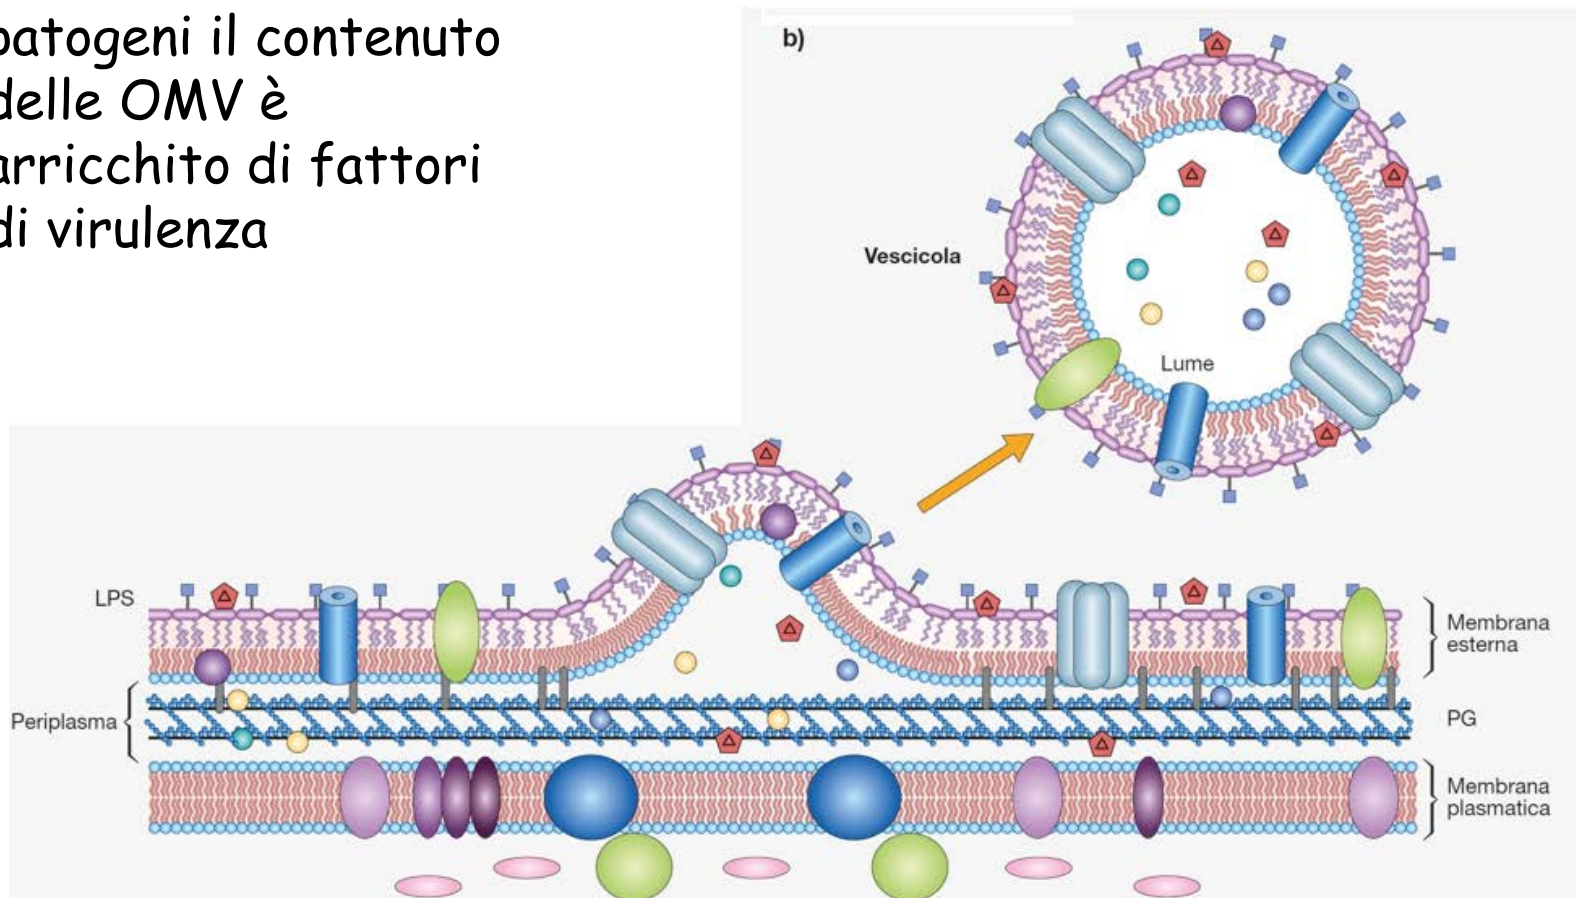 patogeni il contenuto
delle OMV è
arricchito di fattori
di virulenza
b)
Vescicola
Lume
LPS
Membrana
esterna
Periplasma
PG
Membrana
plasmatica